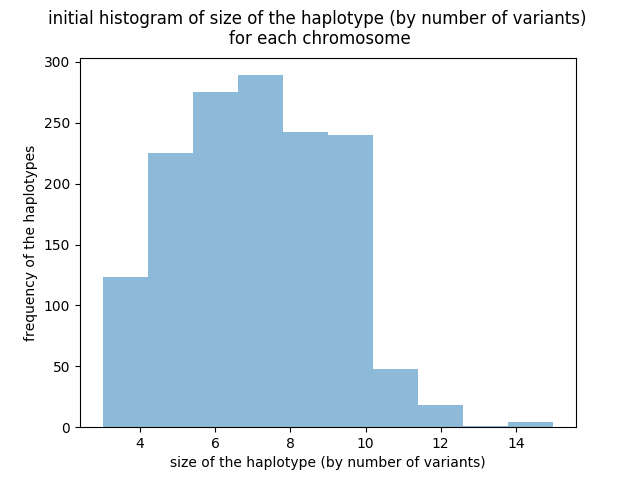 initial histogram of size of the haplotype (by number of variants)
for each chromosome
300
250
200
150
100
50
0
frequency of the haplotypes
4 6 8 10 12 14
size of the haplotype (by number of variants)